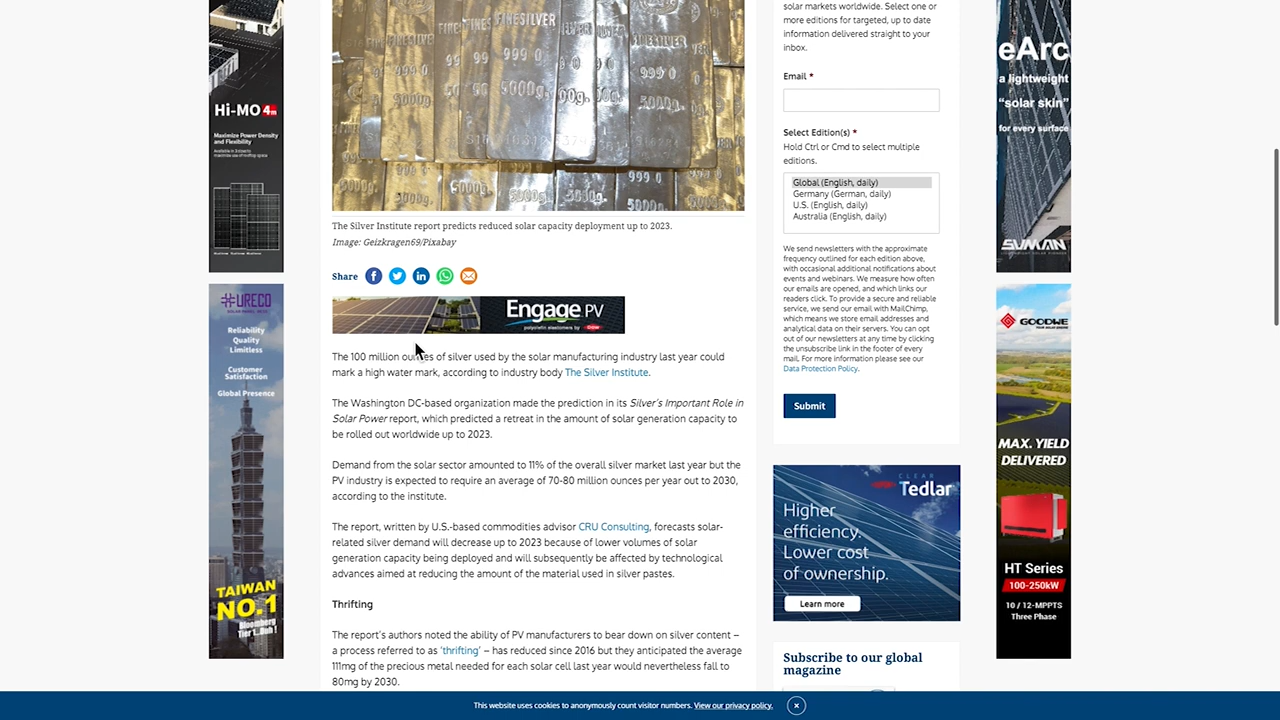 Hi-MO 4m
Maximize Power Density
and Flexibility
URECO
Reliability
Quality
Limitless
Customer
Satisfaction
Global Presence
TAIWAN
NO.1
Bloomberg
Tier 1...Doh !
FINESILVER
999 0
5000g.
The Silver Institute report predicts reduced solar capacity deployment up to 2023.
Image: Geizkragen69/Pixabay
Share
Engage PV
polyolefin elastomers by Dow
The 100 million ounces of silver used by the solar manufacturing industry last year could
mark a high water mark, according to industry body The Silver Institute.
The Washington DC-based organization made the prediction in its Silver's Important Role in
Solar Power report, which predicted a retreat in the amount of solar generation capacity to
be rolled out worldwide up to 2023.
Demand from the solar sector amounted to 11% of the overall silver market last year but the
PV industry is expected to require an average of 70-80 million ounces per year out to 2030,
according to the institute.
The report, written by U.S.-based commodities advisor CRU Consulting, forecasts solar-
related silver demand will decrease up to 2023 because of lower volumes of solar
generation capacity being deployed and will subsequently be affected by technological
advances aimed at reducing the amount of the material used in silver pastes.
Thrifting
The report's authors noted the ability of PV manufacturers to bear down on silver content –
a process referred to as 'thrifting' – has reduced since 2016 but they anticipated the average
111mg of the precious metal needed for each solar cell last year would nevertheless fall to
80mg by 2030.
solar markets worldwide. Select one or
more editions for targeted, up to date
information delivered straight to your
inbox.
Email *
Select Edition(s) *
Hold Ctrl or Cmd to select multiple
editions.
Global (English, daily)
Germany (German, daily)
U.S. (English, daily)
Australia (English, daily)
We send newsletters with the approximate
frequency outlined for each edition above,
with occasional additional notifications about
events and webinars. We measure how often
our emails are opened, and which links our
readers click. To provide a secure and reliable
service, we send our email with MailChimp,
which means we store email addresses and
analytical data on their servers. You can opt
out of our newsletters at any time by clicking
the unsubscribe link in the footer of every
mail. For more information please see our
Data Protection Policy.
Submit
CLEAR
Tedlar
Higher
efficiency.
Lower cost
of ownership.
Learn more
Subscribe to our global
magazine
eArc
a lightweight
"solar skin"
for every surface
SUNMAN
GOODWE
YOUR SOLAR ENGINE
MAX. YIELD
DELIVERED
HT Series
100-250kW
10 / 12-MPPTS
Three Phase
This website uses cookies to anonymously count visitor numbers. View our privacy policy.
×